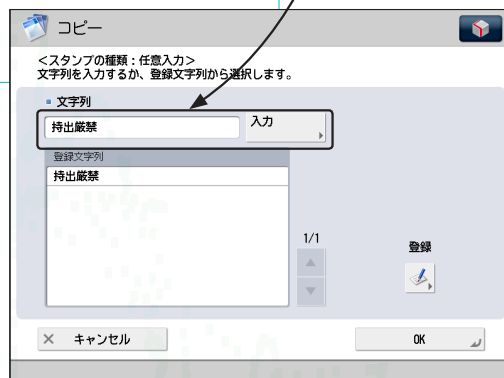 コピー
<スタンプの種類：任意入力>
文字列を入力するか、登録文字列から選択します。
文字列
持出厳禁
入力
登録文字列
持出厳禁
1/1
登録
キャンセル
OK